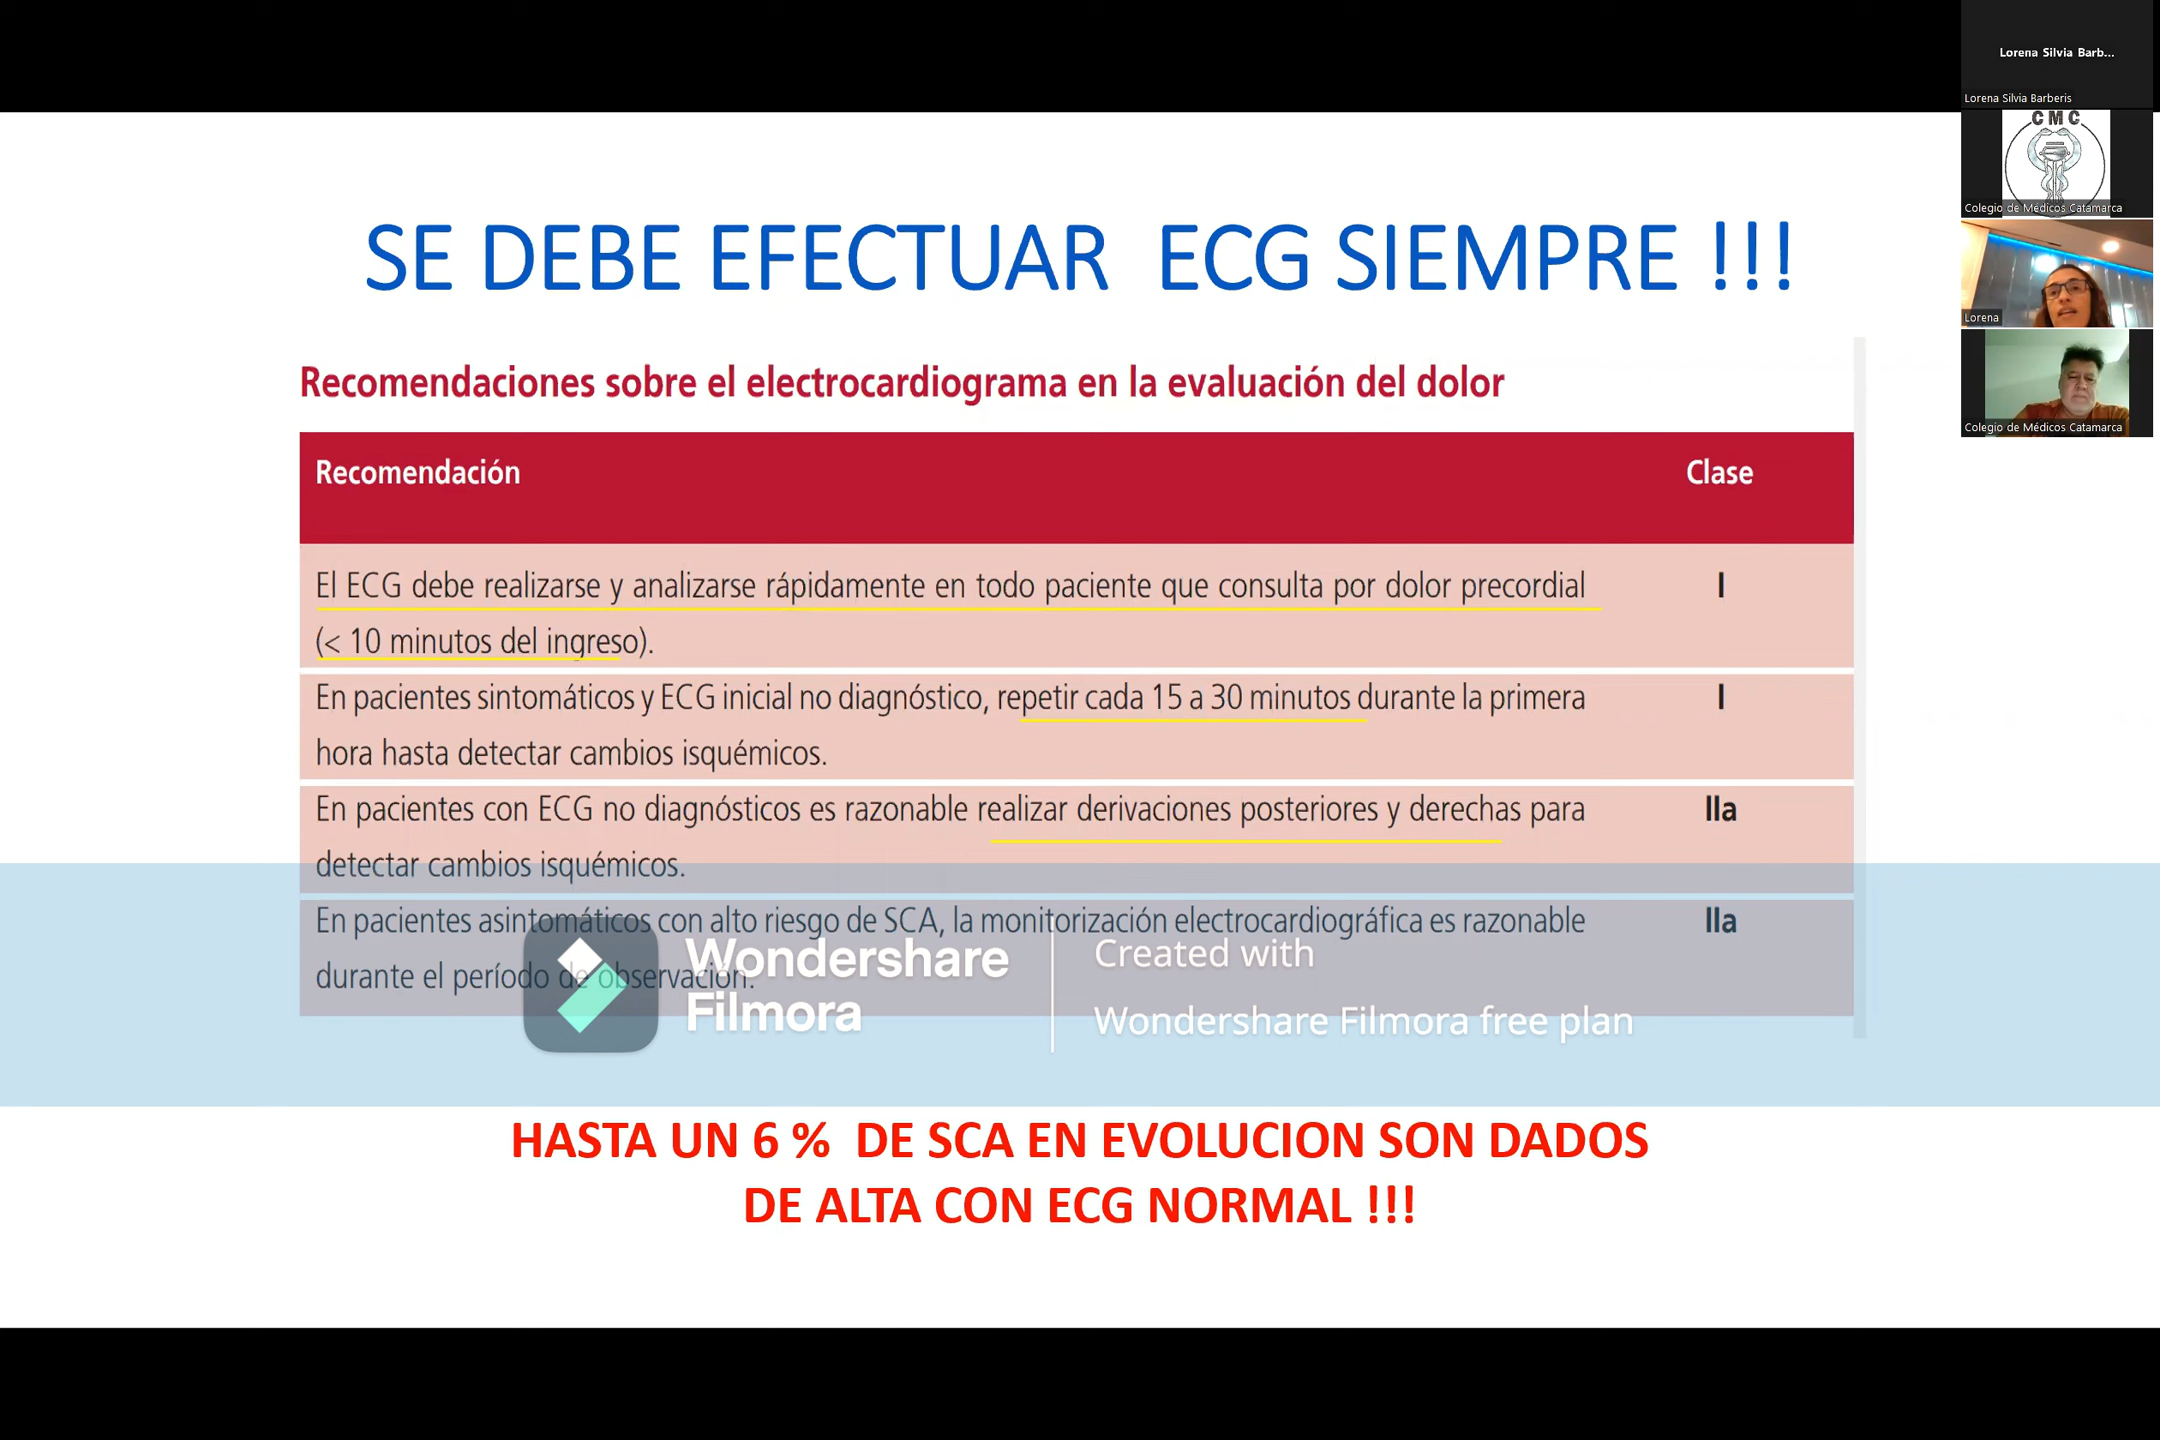 SE DEBE EFECTUAR ECG SIEMPRE !!!
Recomendaciones sobre el electrocardiograma en la evaluación del dolor
Recomendación Clase
El ECG debe realizarse y analizarse rápidamente en todo paciente que consulta por dolor precordial I
(< 10 minutos del ingreso).
En pacientes sintomáticos y ECG inicial no diagnóstico, repetir cada 15 a 30 minutos durante la primera I
hora hasta detectar cambios isquémicos.
En pacientes con ECG no diagnósticos es razonable realizar derivaciones posteriores y derechas para IIa
detectar cambios isquémicos.
En pacientes asintomáticos con alto riesgo de SCA, la monitorización electrocardiográfica es razonable IIa
durante el período de observación.
Wondershare
Filmora
Created with
Wondershare Filmora free plan
HASTA UN 6 % DE SCA EN EVOLUCION SON DADOS
DE ALTA CON ECG NORMAL !!!
Lorena Silvia Barb...
Lorena Silvia Barberis
CMC
Colegio de Médicos Catamarca
Lorena
Colegio de Médicos Catamarca